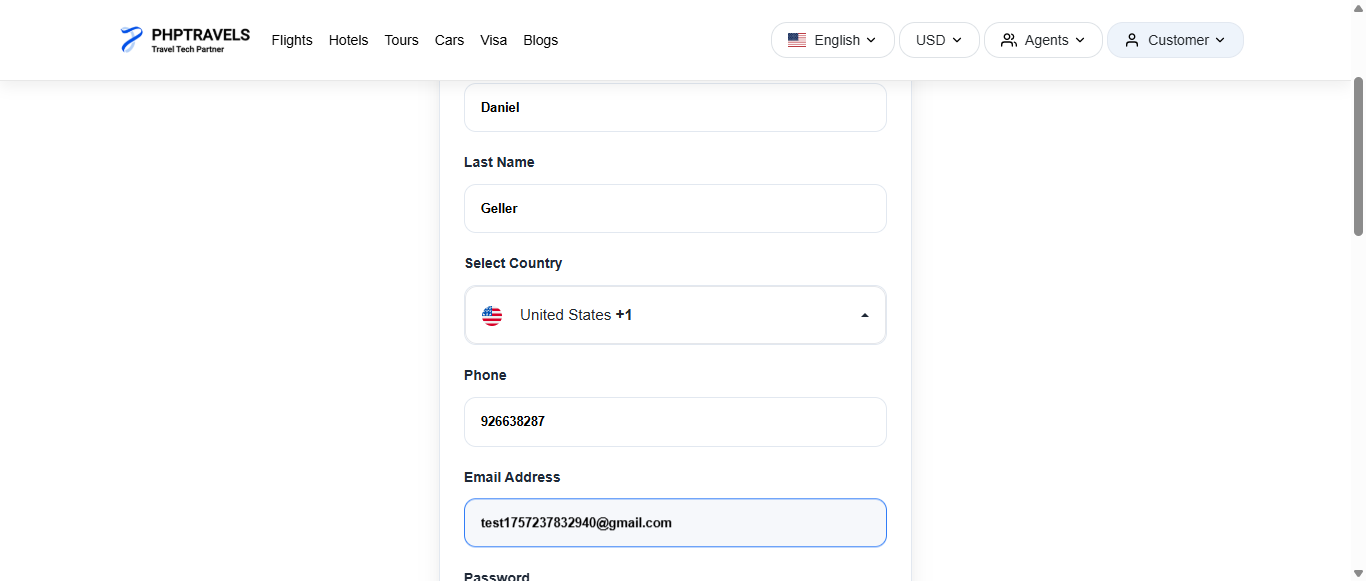 PHPTRAVELS
Travel Tech Partner
Flights Hotels Tours Cars Visa Blogs
English USD Agents Customer
Daniel
Last Name
Geller
Select Country
United States +1
Phone
926638287
Email Address
test1757237832940@gmail.com
Password